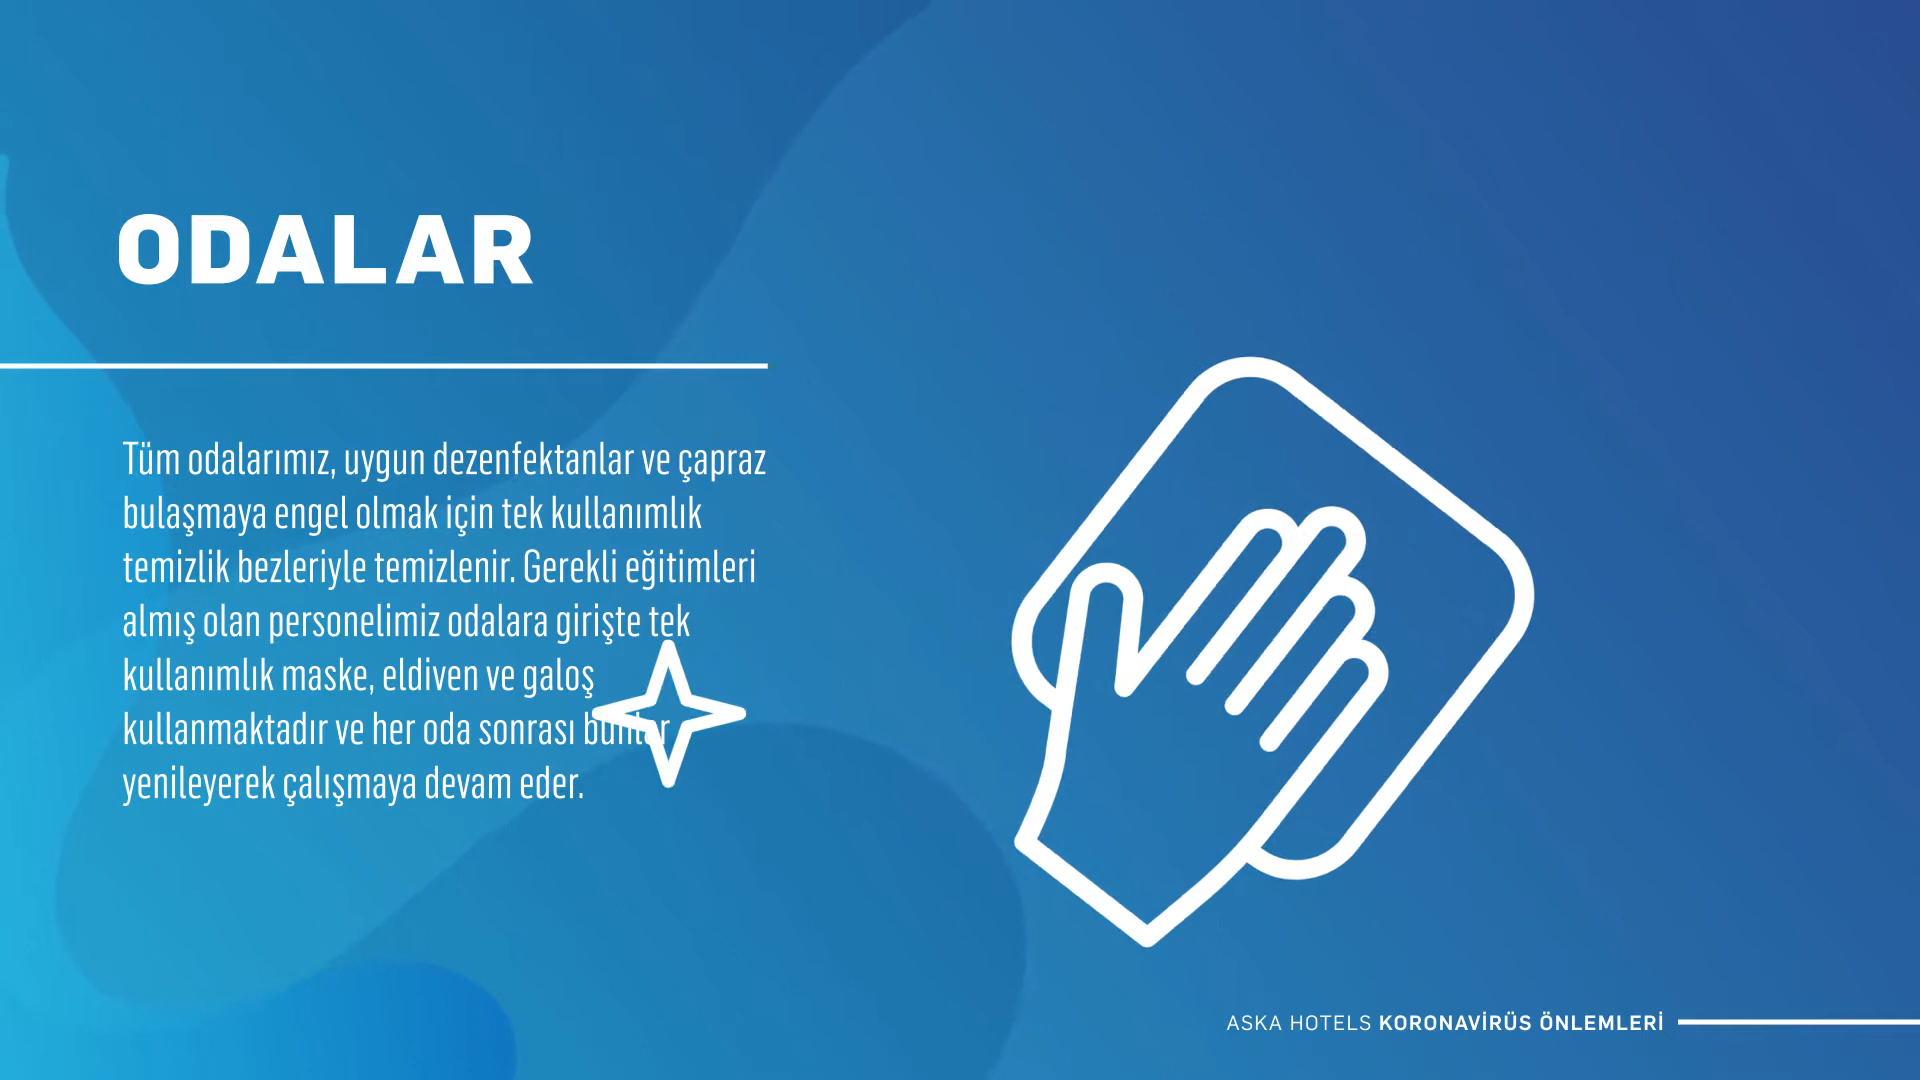 ODALAR
Tüm odalarımız, uygun dezenfektanlar ve çapraz
bulaşmaya engel olmak için tek kullanımlık
temizlik bezleriyle temizlenir. Gerekli eğitimleri
almış olan personelimiz odalara girişte tek
kullanımlık maske, eldiven ve galoş
kullanmaktadır ve her oda sonrası
yenileyerek çalışmaya devam eder.
ASKA HOTELS KORONAVİRÜS ÖNLEMLERİ